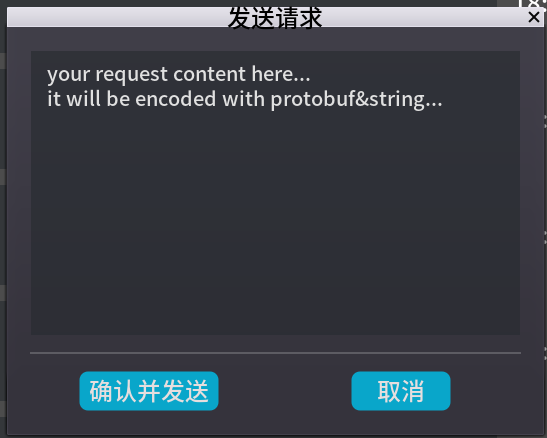 发送请求
your request content here...
it will be encoded with protobuf&string...
确认并发送
取消